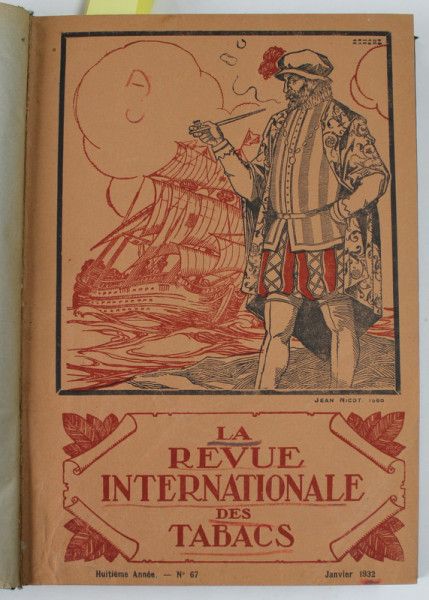 JEAN NICOT. 1560
LA
REVUE
INTERNATIONALE
DES
TABACS
Huitième Année. — N° 67
Janvier 1932